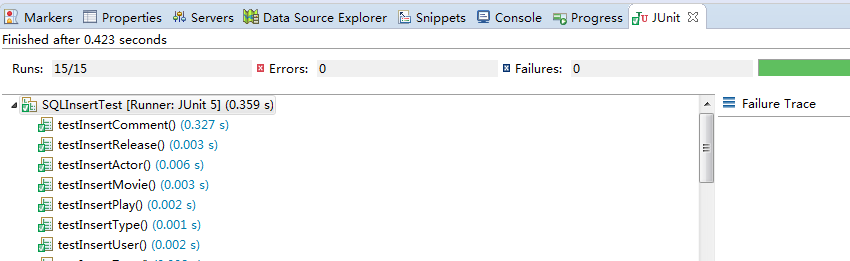 Markers Properties Servers Data Source Explorer Snippets Console Progress JUnit
Finished after 0.423 seconds
Runs: 15/15 Errors: 0 Failures: 0
SQLInsertTest [Runner: JUnit 5] (0.359 s)
Failure Trace
testInsertComment() (0.327 s)
testInsertRelease() (0.003 s)
testInsertActor() (0.006 s)
testInsertMovie() (0.003 s)
testInsertPlay() (0.002 s)
testInsertType() (0.001 s)
testInsertUser() (0.002 s)